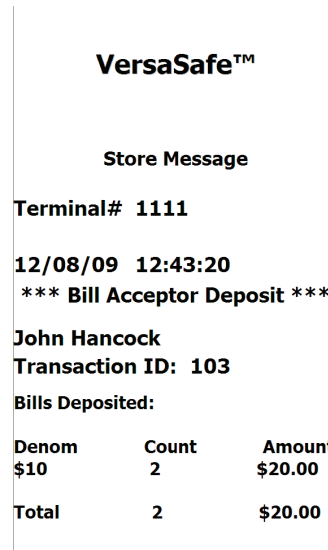 VersaSafe™
Store Message
Terminal# 1111
12/08/09 12:43:20
*** Bill Acceptor Deposit ***
John Hancock
Transaction ID: 103
Bills Deposited:
Denom Count Amount
$10 2 $20.00
Total 2 $20.00